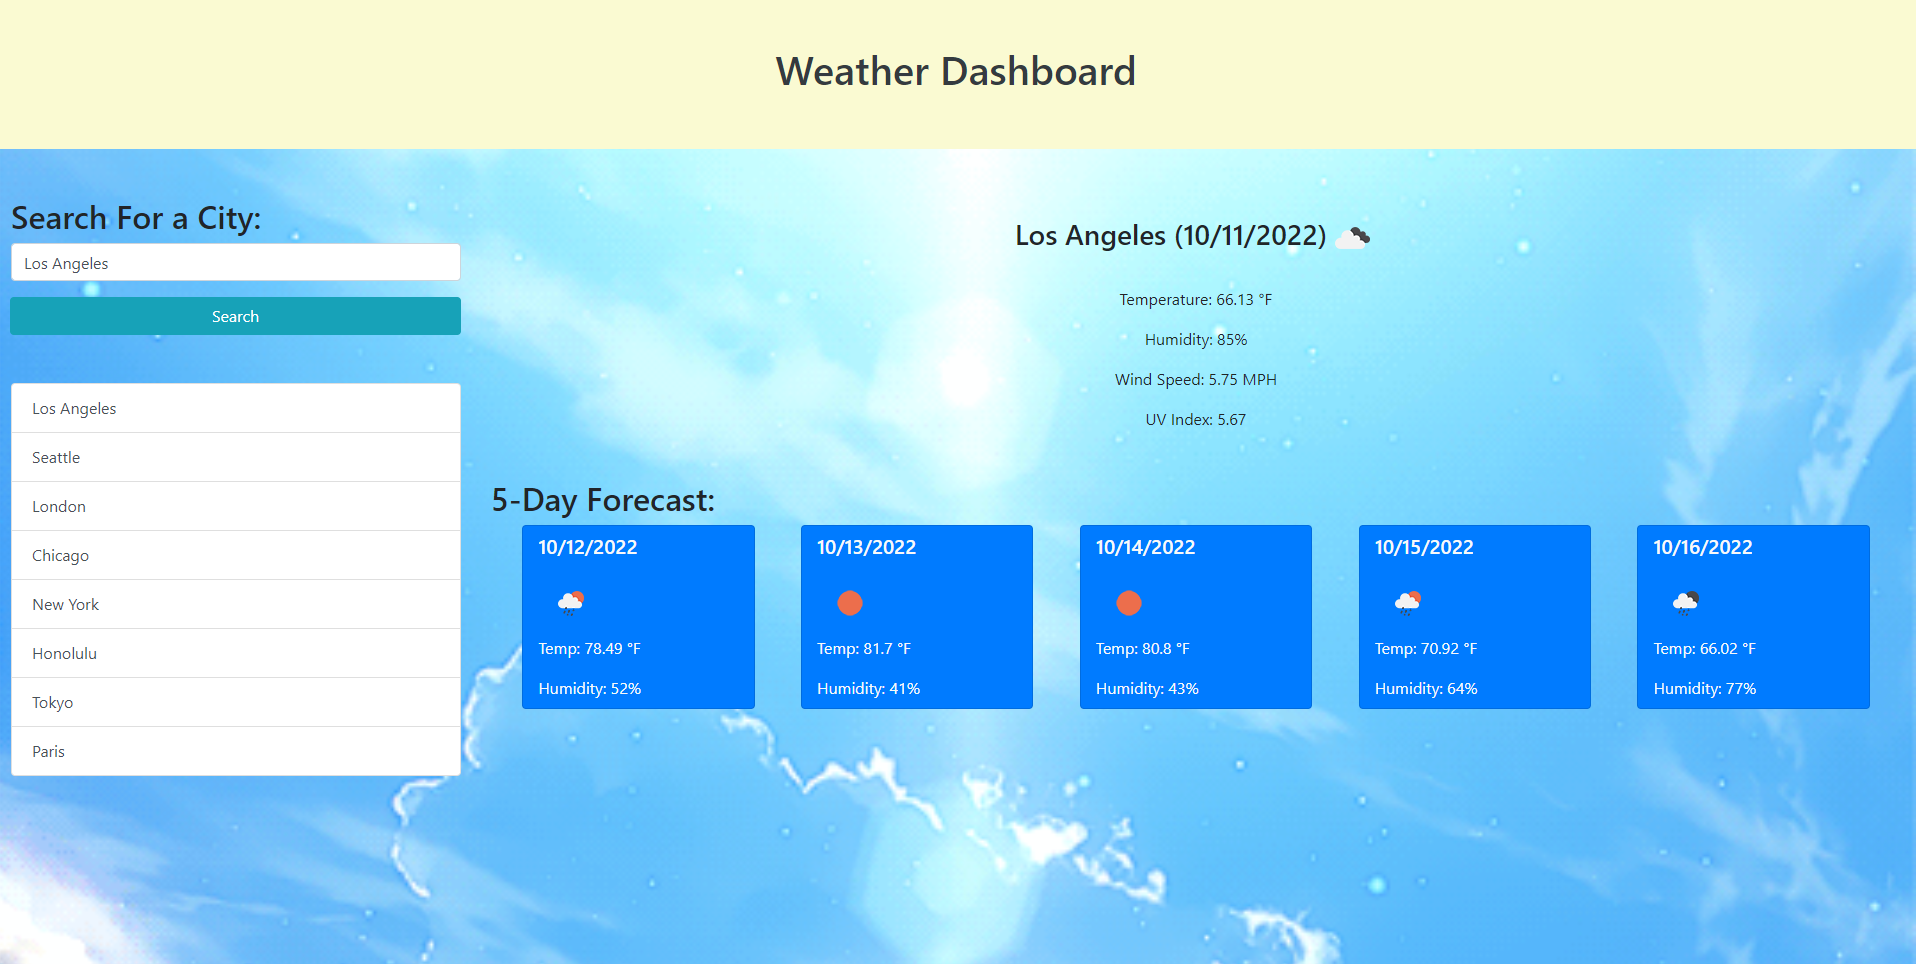 Weather Dashboard
Search For a City:
Los Angeles
Search
Los Angeles
Seattle
London
Chicago
New York
Honolulu
Tokyo
Paris
Los Angeles (10/11/2022)
Temperature: 66.13 °F
Humidity: 85%
Wind Speed: 5.75 MPH
UV Index: 5.67
5-Day Forecast:
10/12/2022
Temp: 78.49 °F
Humidity: 52%
10/13/2022
Temp: 81.7 °F
Humidity: 41%
10/14/2022
Temp: 80.8 °F
Humidity: 43%
10/15/2022
Temp: 70.92 °F
Humidity: 64%
10/16/2022
Temp: 66.02 °F
Humidity: 77%